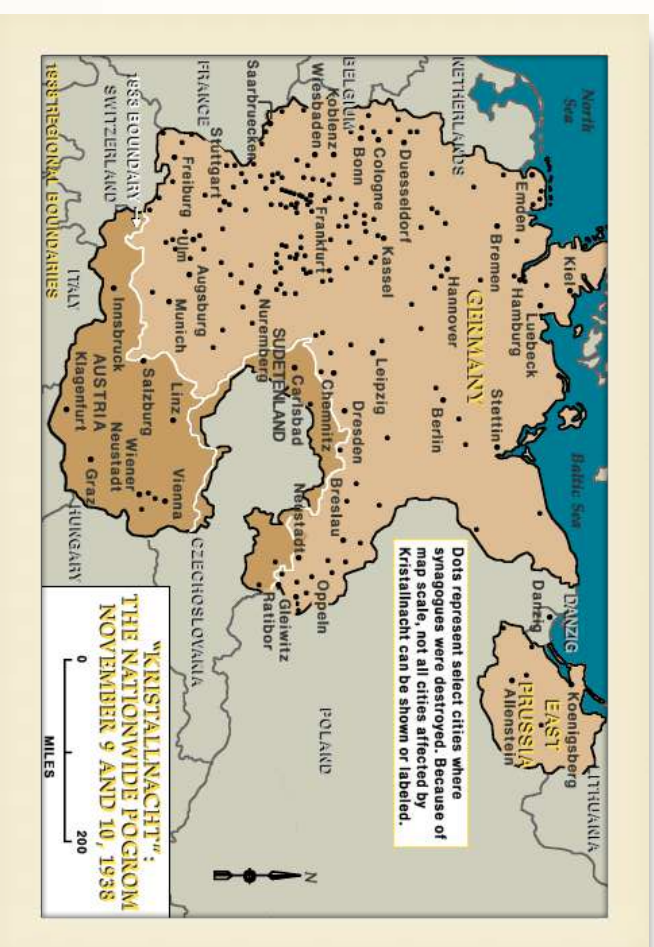 North
Sea
Baltic Sea
LITHUANIA
Kiel
Koenigsberg
Luebeck
Hamburg
DANZIG
Danzig
EAST
PRUSSIA
Allenstein
Emden
Bremen
Stettin
NETHERLANDS
GERMANY
Hannover
Berlin
Dots represent select cities where
synagogues were destroyed. Because of
map scale, not all cities affected by
Kristallnacht can be shown or labeled.
Duesseldorf
Cologne
Bonn
Kassel
Leipzig
Dresden
Breslau
POLAND
BELGIUM
Koblenz
Wiesbaden
Frankfurt
Chemnitz
Carlsbad
SUDETENLAND
Neustadt
Oppeln
Gleiwitz
Ratibor
Saarbruecken
Nuremberg
FRANCE
Stuttgart
CZECHOSLOVAKIA
Freiburg
Ulm
Augsburg
Munich
Linz
Vienna
1933 BOUNDARY
SWITZERLAND
Salzburg
Wiener
Neustadt
Innsbruck
AUSTRIA
Klagenfurt
Graz
HUNGARY
ITALY
1938 REGIONAL BOUNDARIES
"KRISTALLNACHT":
THE NATIONWIDE POGROM
NOVEMBER 9 AND 10, 1938
0 200
MILES
N